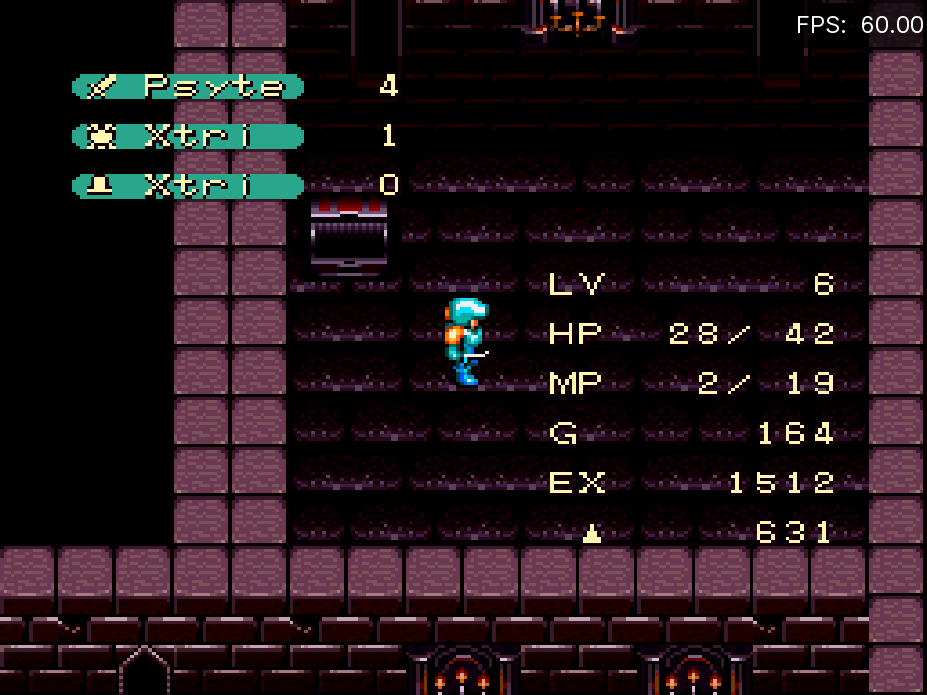 FPS: 60.00
Psyte 4
Xtri 1
Xtri 0
LV 6
HP 28/ 42
MP 2/ 19
G 164
EX 1512
▲ 631